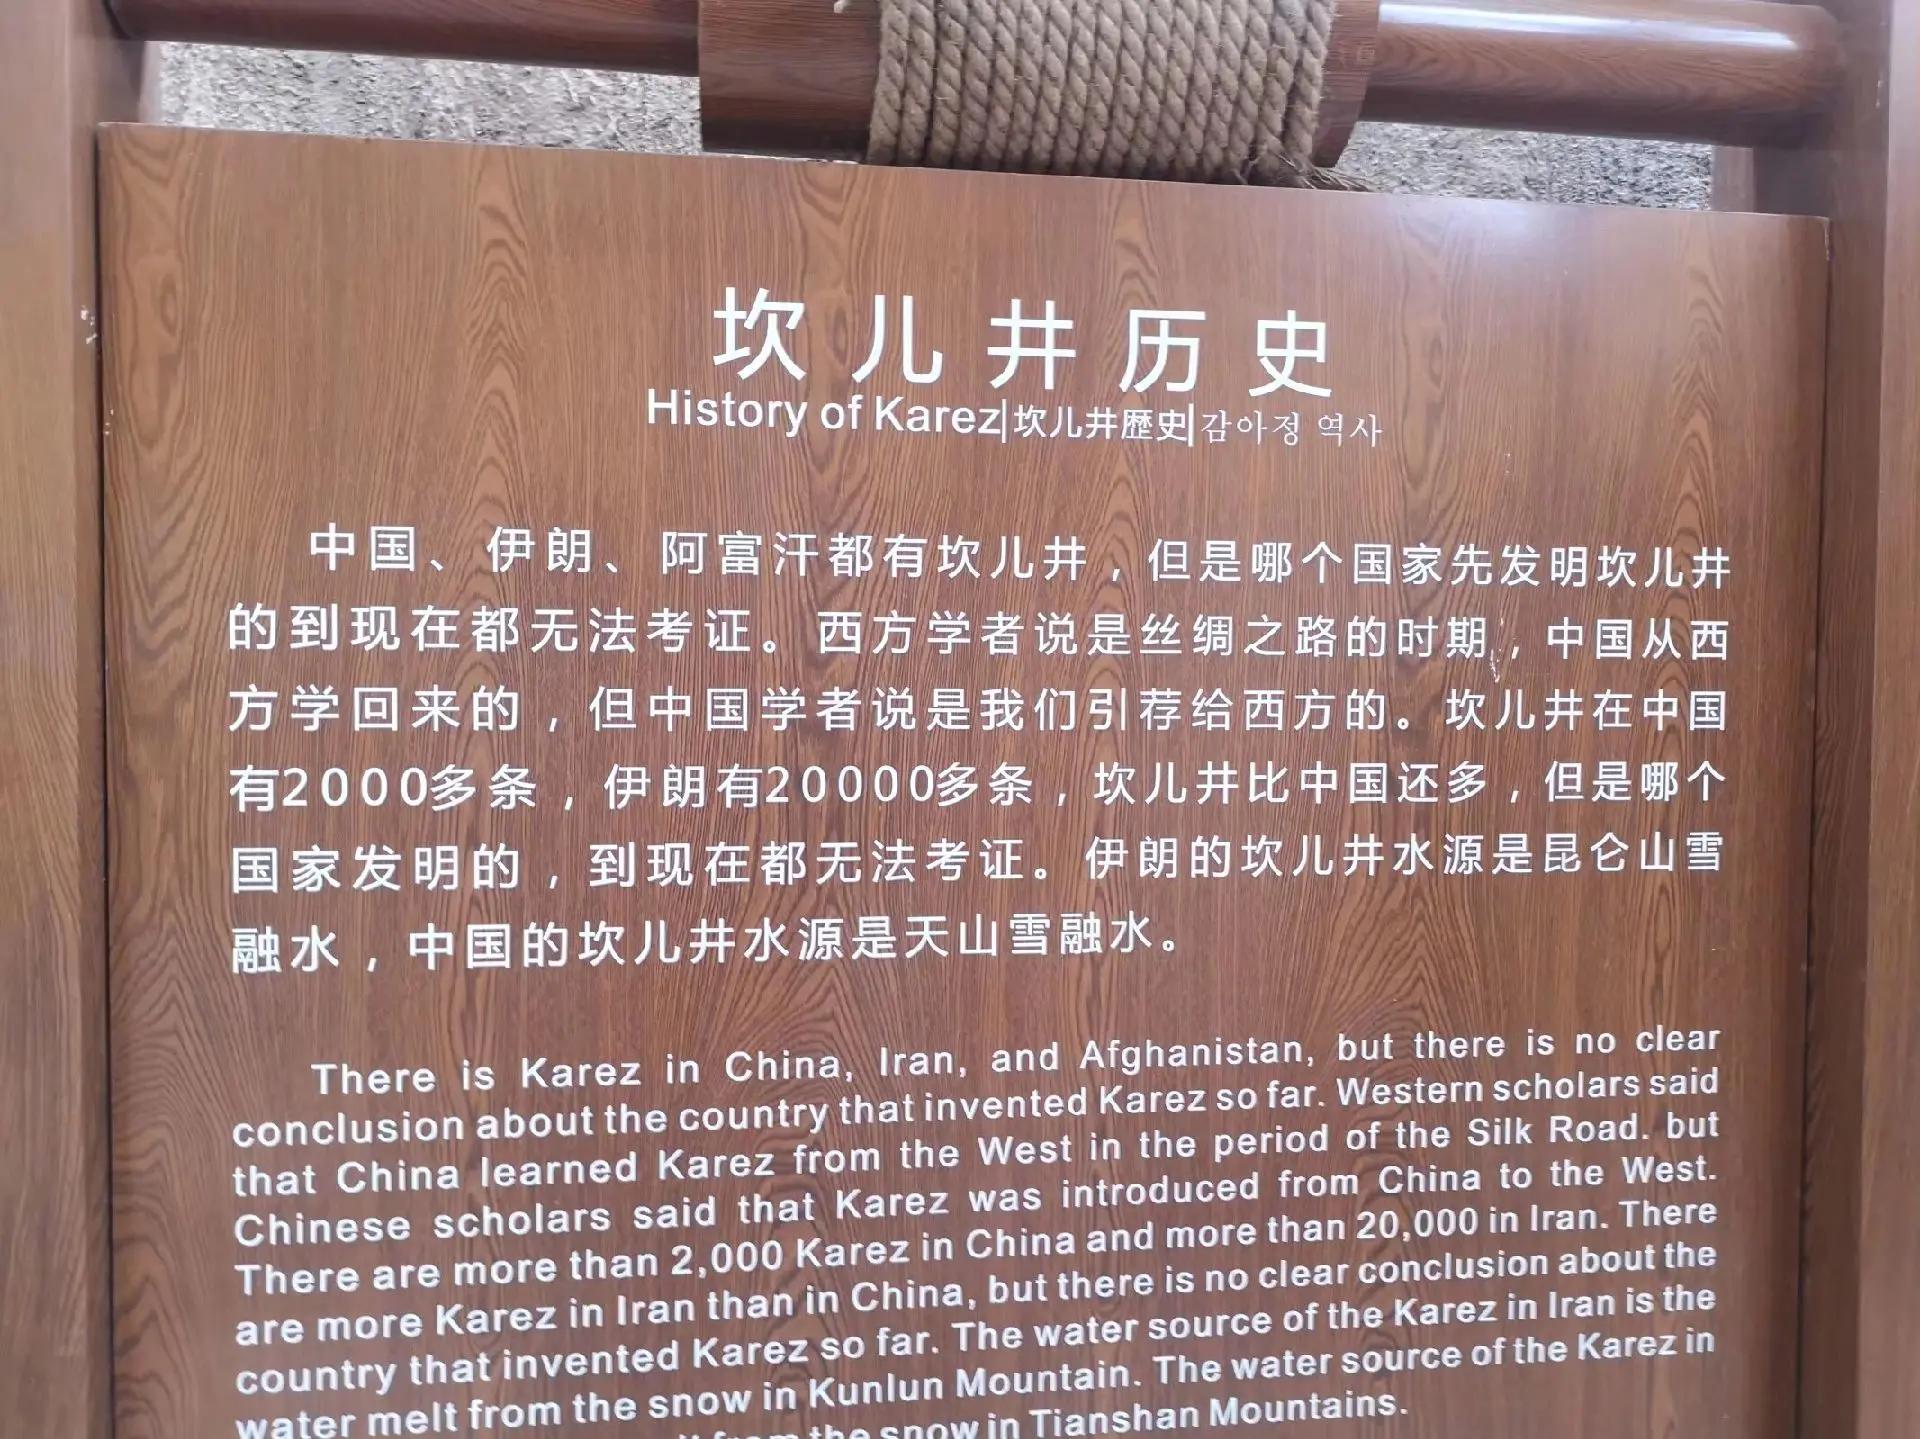 坎儿井历史
History of Karez|坎儿井歴史|감아정 역사
中国、伊朗、阿富汗都有坎儿井，但是哪个国家先发明坎儿井
的到现在都无法考证。西方学者说是丝绸之路的时期，中国从西
方学回来的，但中国学者说是我们引荐给西方的。坎儿井在中国
有2000多条，伊朗有20000多条，坎儿井比中国还多，但是哪个
国家发明的，到现在都无法考证。伊朗的坎儿井水源是昆仑山雪
融水，中国的坎儿井水源是天山雪融水。
There is Karez in China, Iran, and Afghanistan, but there is no clear
conclusion about the country that invented Karez so far. Western scholars said
that China learned Karez from the West in the period of the Silk Road. but
Chinese scholars said that Karez was introduced from China to the West.
There are more than 2,000 Karez in China and more than 20,000 in Iran. There
are more Karez in Iran than in China, but there is no clear conclusion about the
country that invented Karez so far. The water source of the Karez in Iran is the
water melt from the snow in Kunlun Mountain. The water source of the Karez in
from the snow in Tianshan Mountains.